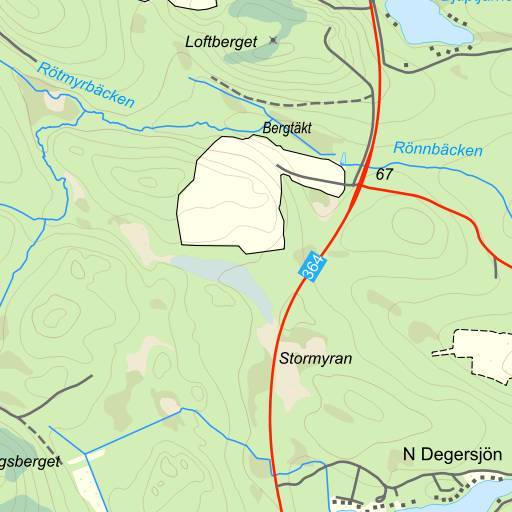 Loftberget
Rötmyrbäcken
Bergtäkt
Rönnbäcken
67
364
Stormyran
N Degersjön
gsberget